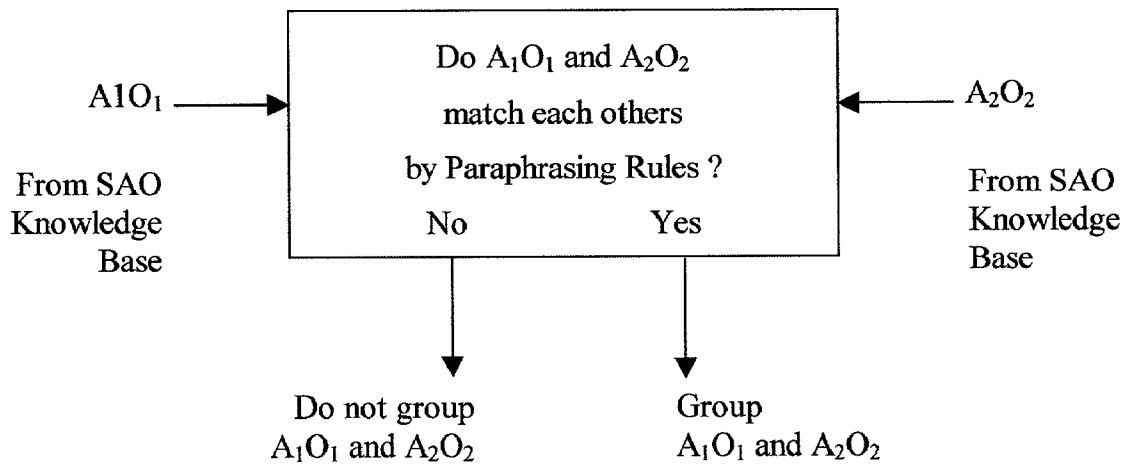 Do A₁O₁ and A₂O₂
match each others
by Paraphrasing Rules ?
No Yes
A1O₁
From SAO
Knowledge
Base
A₂O₂
From SAO
Knowledge
Base
Do not group
A₁O₁ and A₂O₂
Group
A₁O₁ and A₂O₂